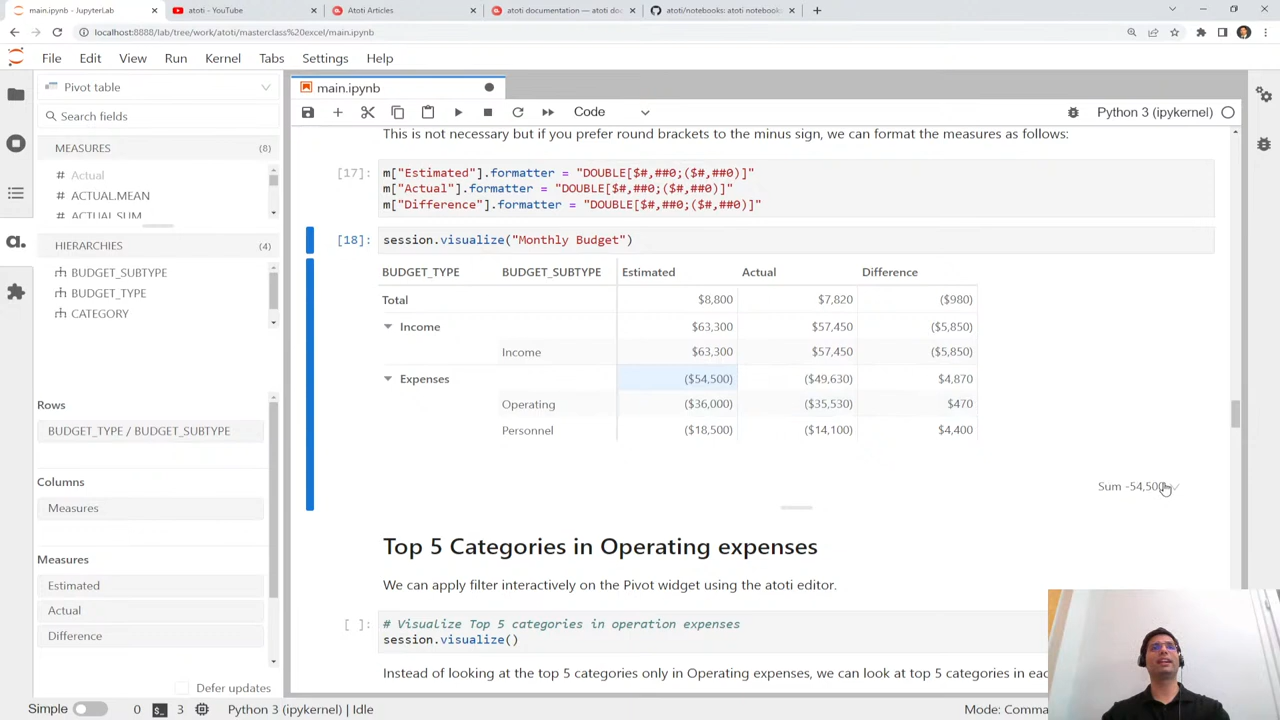 main.ipynb - JupyterLab
atoti - YouTube
Atoti Articles
atoti documentation — atoti doc
atoti/notebooks: atoti notebooks
localhost:8888/lab/tree/work/atoti/masterclass%20excel/main.ipynb
File Edit View Run Kernel Tabs Settings Help
Pivot table
Search fields
MEASURES (8)
# Actual
# ACTUAL.MEAN
# ACTUAL.SUM
HIERARCHIES (4)
BUDGET_SUBTYPE
BUDGET_TYPE
CATEGORY
Rows
BUDGET_TYPE / BUDGET_SUBTYPE
Columns
Measures
Measures
Estimated
Actual
Difference
Defer updates
main.ipynb
Code
Python 3 (ipykernel)
This is not necessary but if you prefer round brackets to the minus sign, we can format the measures as follows:
[17]: m["Estimated"].formatter = "DOUBLE[$#,##0;($#,##0)]"
m["Actual"].formatter = "DOUBLE[$#,##0;($#,##0)]"
m["Difference"].formatter = "DOUBLE[$#,##0;($#,##0)]"
[18]: session.visualize("Monthly Budget")
BUDGET_TYPE BUDGET_SUBTYPE Estimated Actual Difference
Total $8,800 $7,820 ($980)
Income $63,300 $57,450 ($5,850)
Income $63,300 $57,450 ($5,850)
Expenses ($54,500) ($49,630) $4,870
Operating ($36,000) ($35,530) $470
Personnel ($18,500) ($14,100) $4,400
Sum -54,500
Top 5 Categories in Operating expenses
We can apply filter interactively on the Pivot widget using the atoti editor.
[ ]: # Visualize Top 5 categories in operation expenses
session.visualize()
Instead of looking at the top 5 categories only in Operating expenses, we can look at top 5 categories in eac
Simple 0 3 Python 3 (ipykernel) | Idle
Mode: Comma
a.